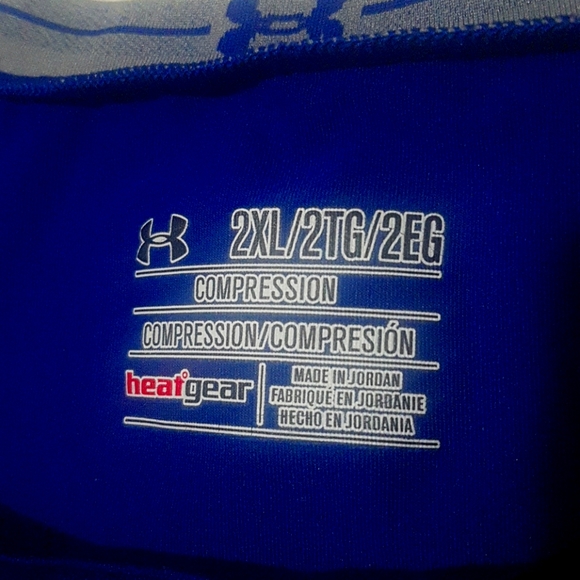 2XL/2TG/2EG
COMPRESSION
COMPRESSION/COMPRESIÓN
heatgear
MADE IN JORDAN
FABRIQUÉ EN JORDANIE
HECHO EN JORDANIA